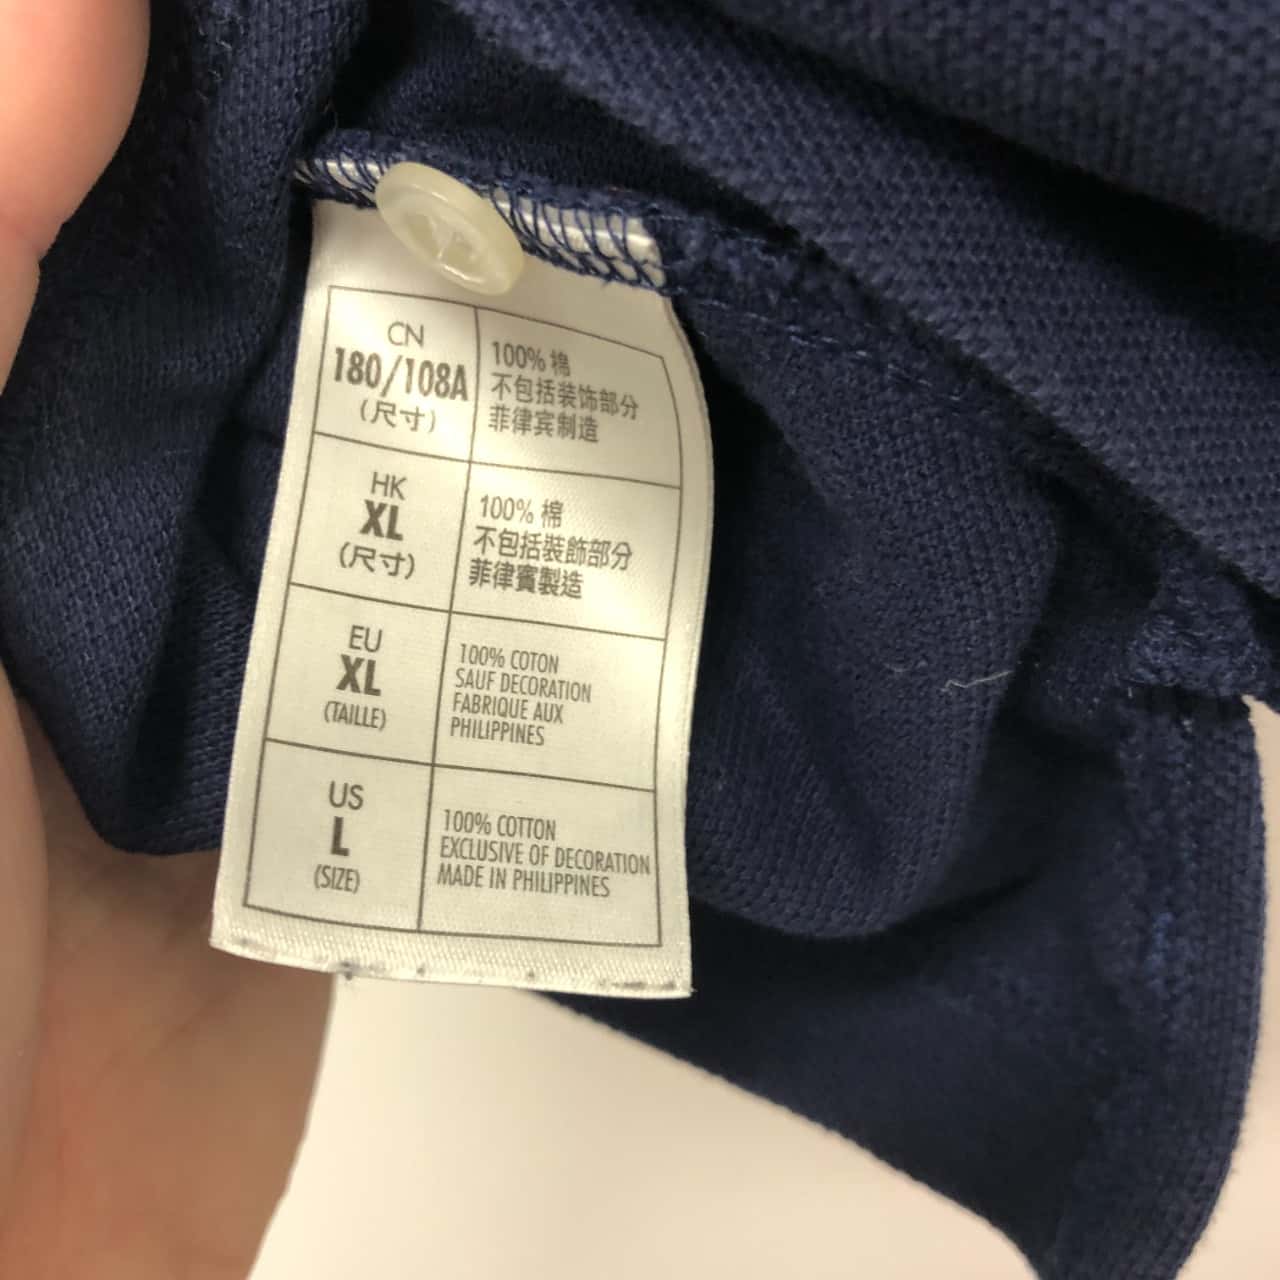 CN
180/108A
(尺寸)
100% 棉
不包括装饰部分
菲律宾制造
HK
XL
(尺寸)
100% 棉
不包括裝飾部分
菲律賓製造
EU
XL
(TAILLE)
100% COTON
SAUF DECORATION
FABRIQUE AUX
PHILIPPINES
US
L
(SIZE)
100% COTTON
EXCLUSIVE OF DECORATION
MADE IN PHILIPPINES